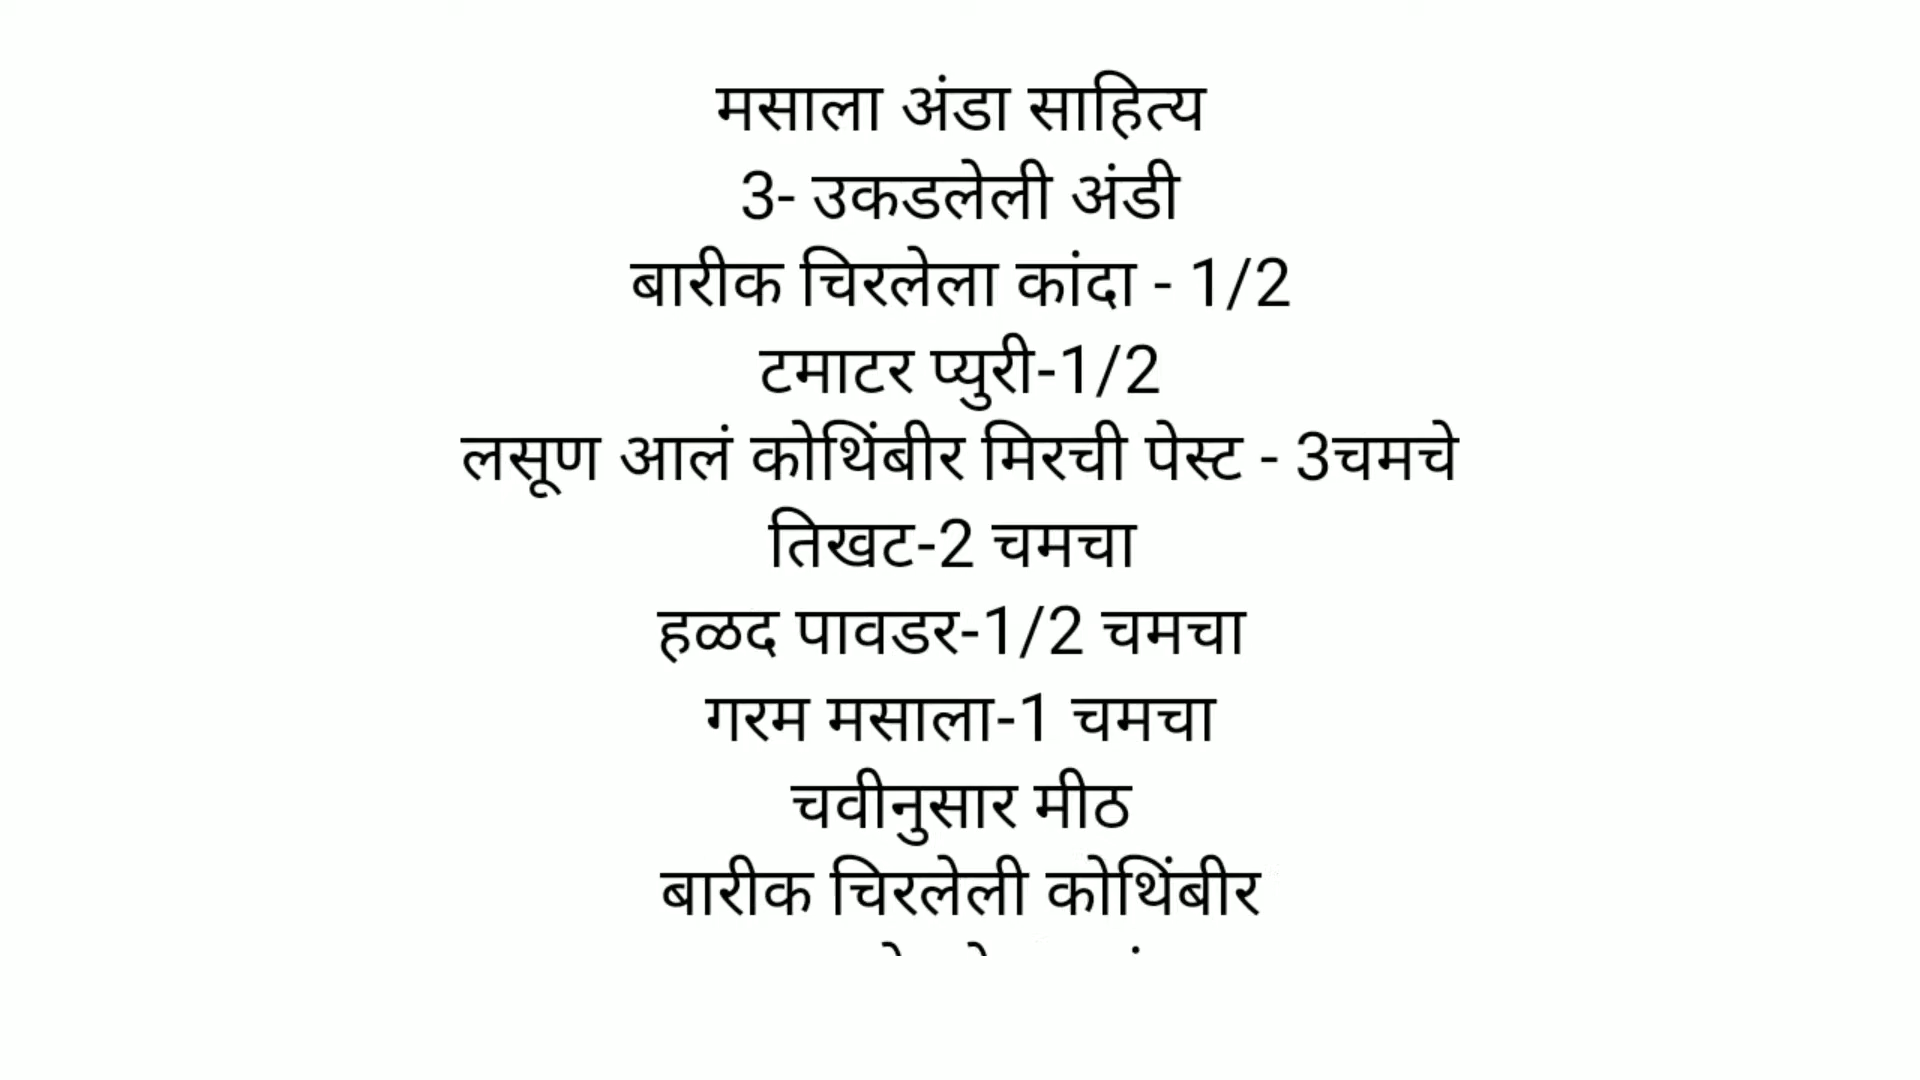 मसाला अंडा साहित्य
3- उकडलेली अंडी
बारीक चिरलेला कांदा - 1/2
टमाटर प्युरी-1/2
लसूण आलं कोथिंबीर मिरची पेस्ट - 3चमचे
तिखट-2 चमचा
हळद पावडर-1/2 चमचा
गरम मसाला-1 चमचा
चवीनुसार मीठ
बारीक चिरलेली कोथिंबीर